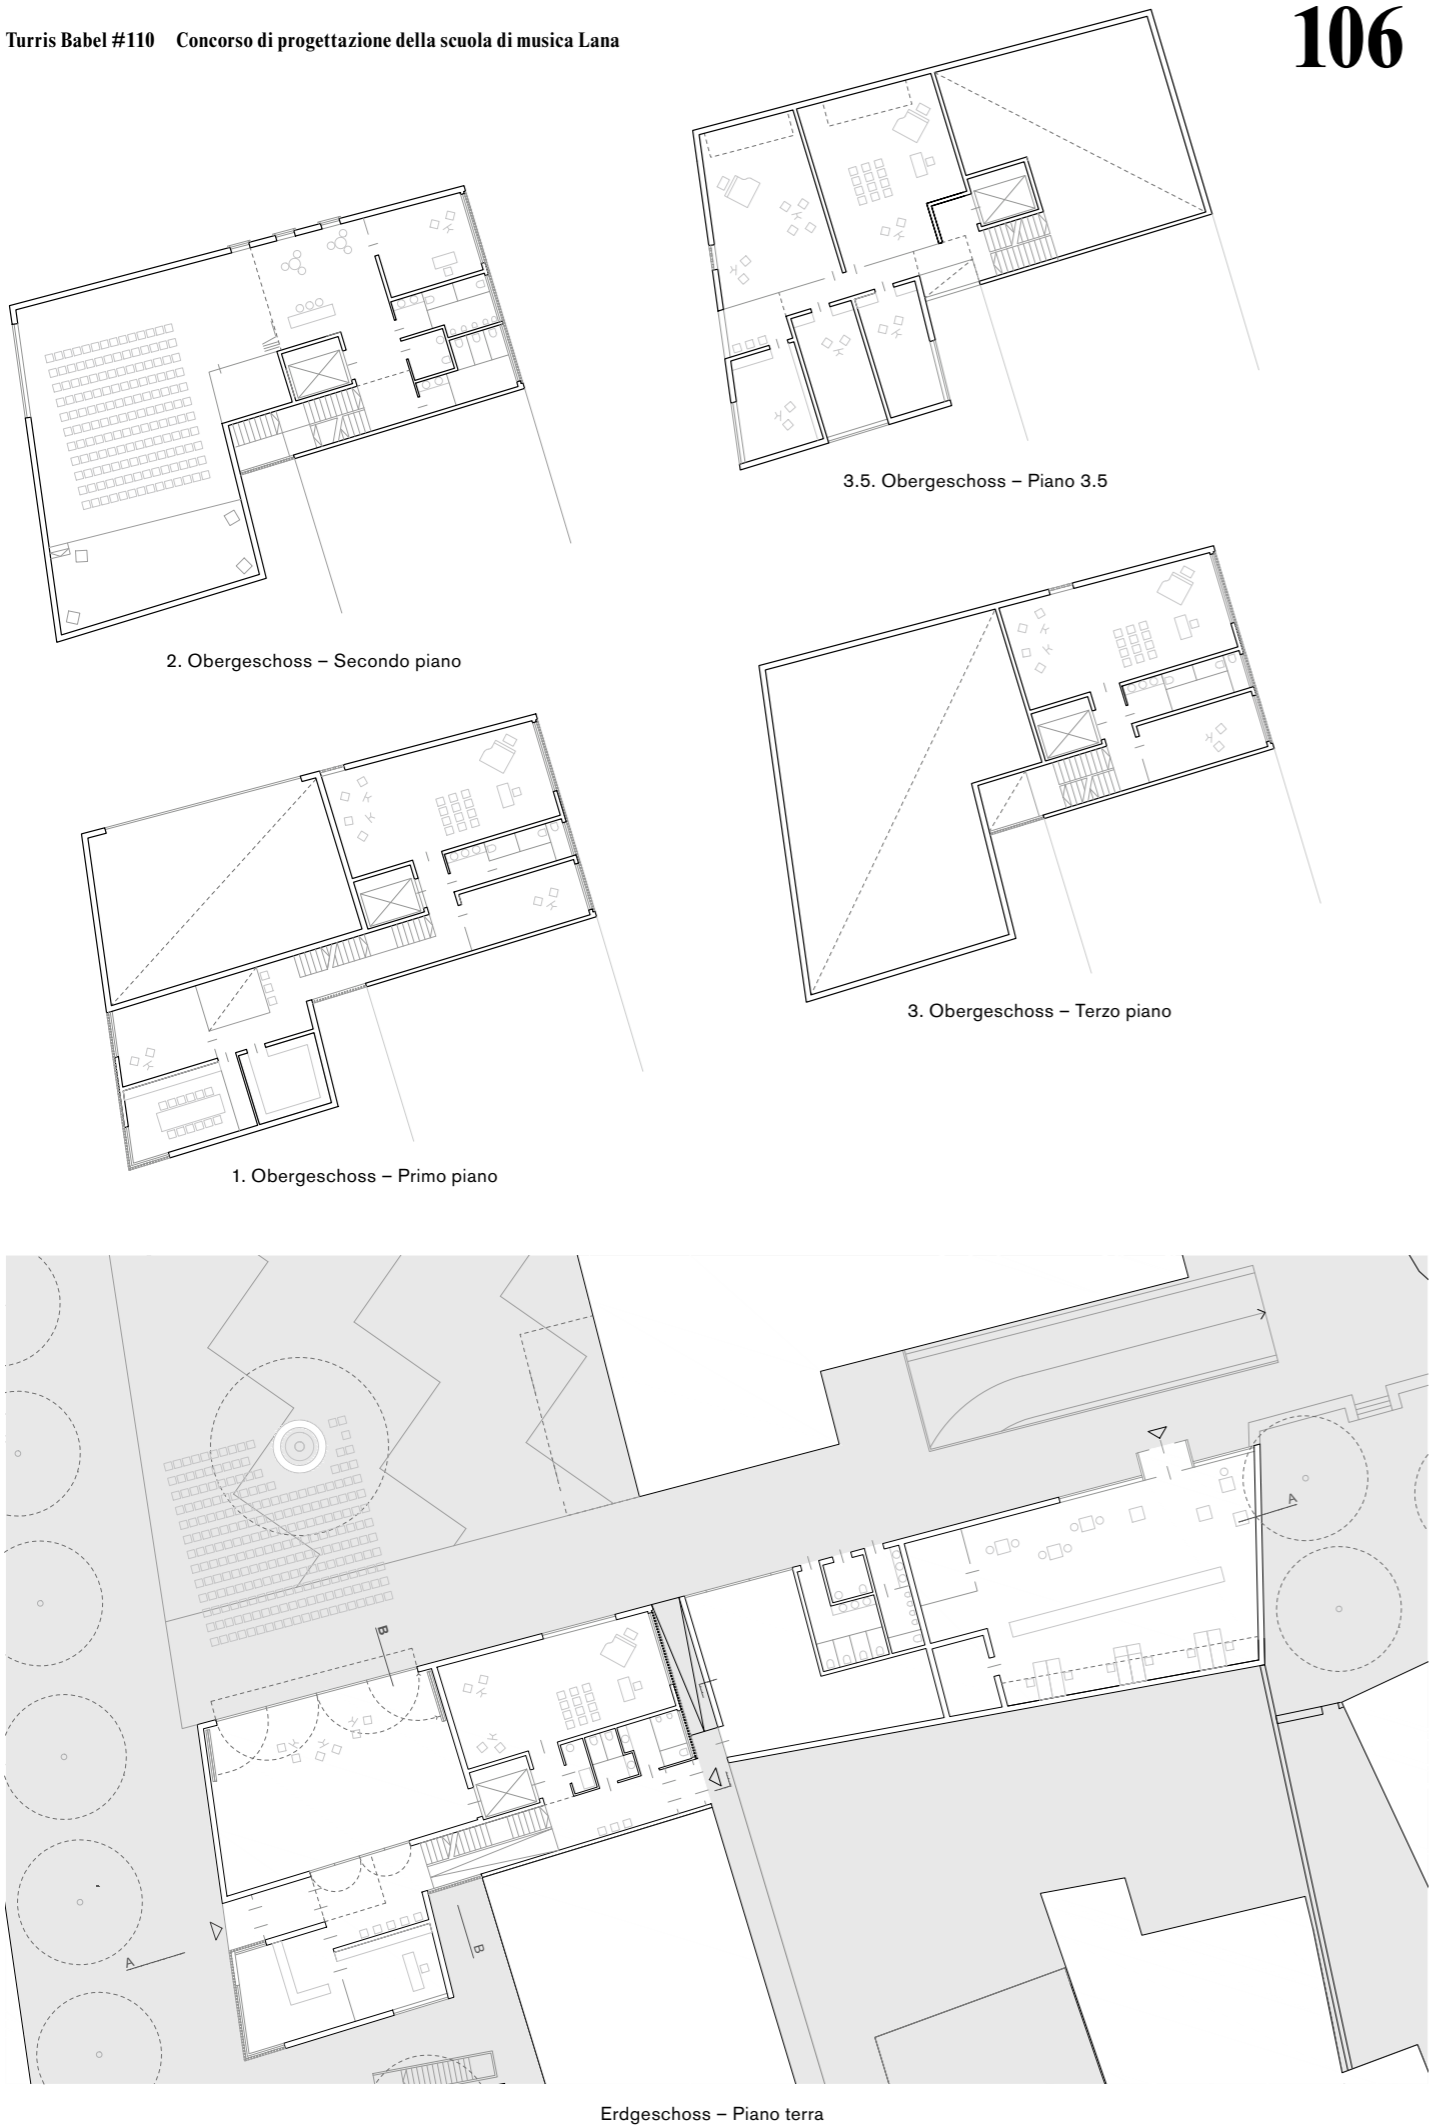 Turris Babel #110 Concorso di progettazione della scuola di musica Lana
106
3.5. Obergeschoss – Piano 3.5
2. Obergeschoss – Secondo piano
3. Obergeschoss – Terzo piano
1. Obergeschoss – Primo piano
A
B
A
B
Erdgeschoss – Piano terra